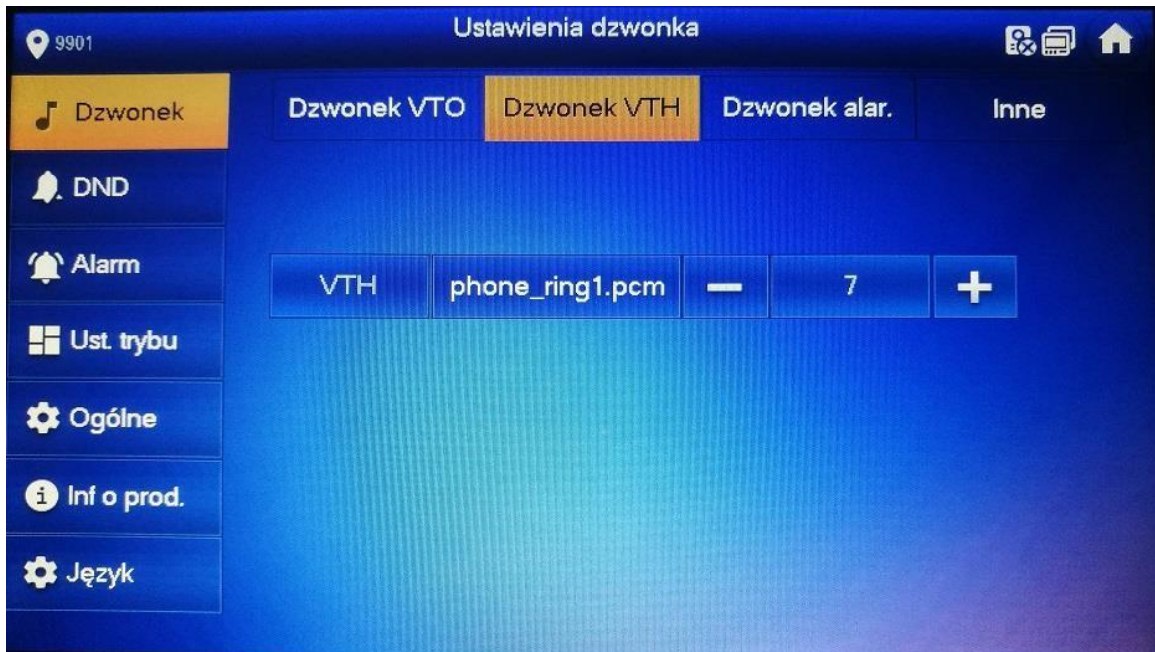 9901
Ustawienia dzwonka
Dzwonek
DND
Alarm
Ust. trybu
Ogólne
Inf o prod.
Język
Dzwonek VTO
Dzwonek VTH
Dzwonek alar.
Inne
VTH
phone_ring1.pcm
7